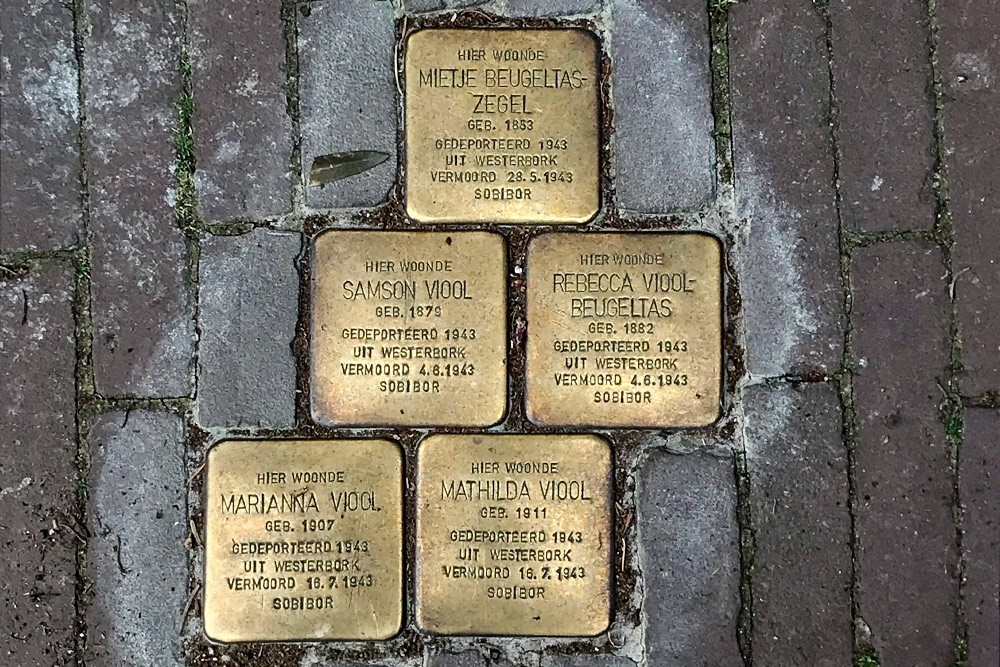 HIER WOONDE
MIETJE BEUGELTAS-
ZEGEL
GEB. 1853
GEDEPORTEERD 1943
UIT WESTERBORK
VERMOORD 28.5.1943
SOBIBOR
HIER WOONDE
SAMSON VIOOL
GEB. 1879
GEDEPORTEERD 1943
UIT WESTERBORK
VERMOORD 4.6.1943
SOBIBOR
HIER WOONDE
REBECCA VIOOL-
BEUGELTAS
GEB. 1882
GEDEPORTEERD 1943
UIT WESTERBORK
VERMOORD 4.6.1943
SOBIBOR
HIER WOONDE
MARIANNA VIOOL
GEB. 1907
GEDEPORTEERD 1943
UIT WESTERBORK
VERMOORD 16.7.1943
SOBIBOR
HIER WOONDE
MATHILDA VIOOL
GEB. 1911
GEDEPORTEERD 1943
UIT WESTERBORK
VERMOORD 16.7.1943
SOBIBOR